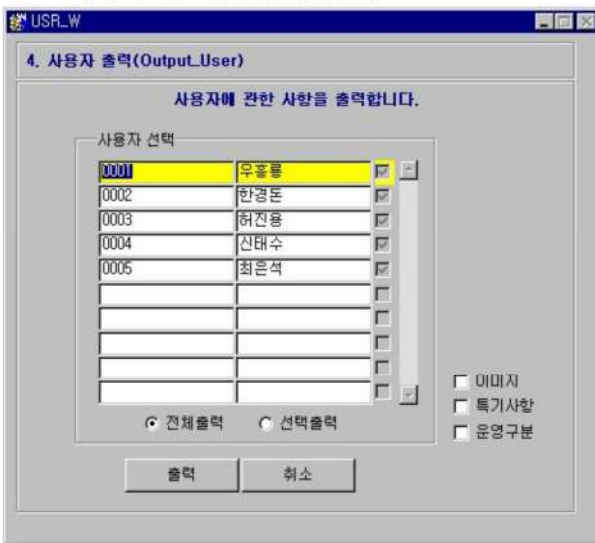 USR_W
4. 사용자 출력(Output_User)
사용자에 관한 사항을 출력합니다.
사용자 선택
0001 우흥룡
0002 한경돈
0003 허진용
0004 신태수
0005 최은석
이미지
특기사항
운영구분
전체출력 선택출력
출력 취소